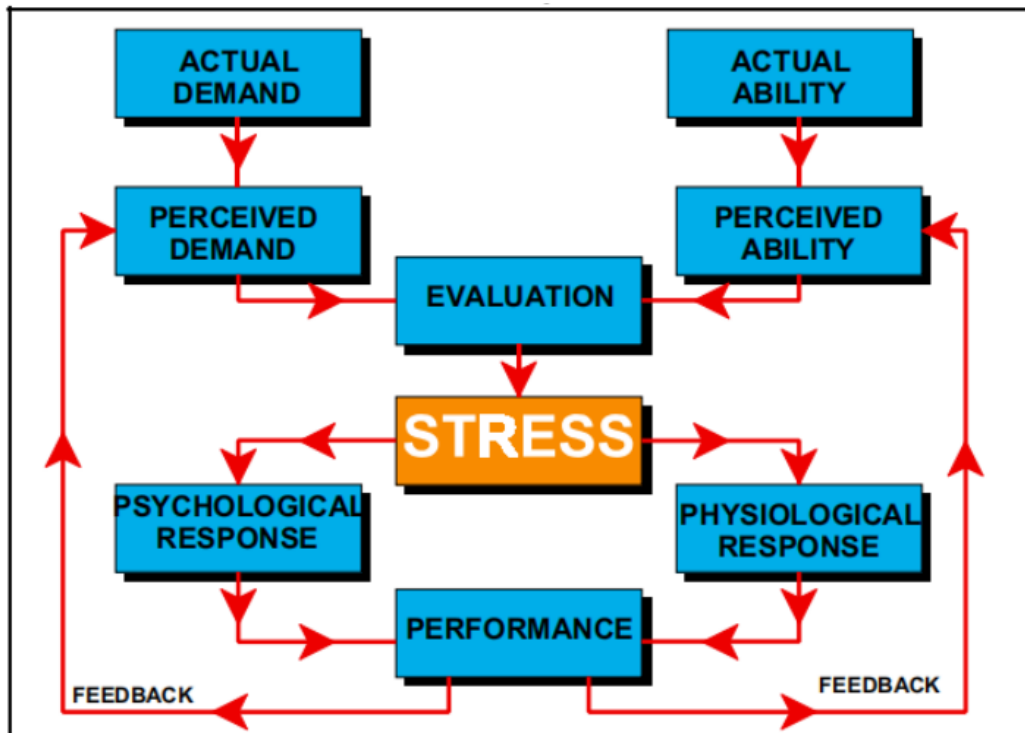 ACTUAL
DEMAND
ACTUAL
ABILITY
PERCEIVED
DEMAND
PERCEIVED
ABILITY
EVALUATION
STRESS
PSYCHOLOGICAL
RESPONSE
PHYSIOLOGICAL
RESPONSE
PERFORMANCE
FEEDBACK
FEEDBACK